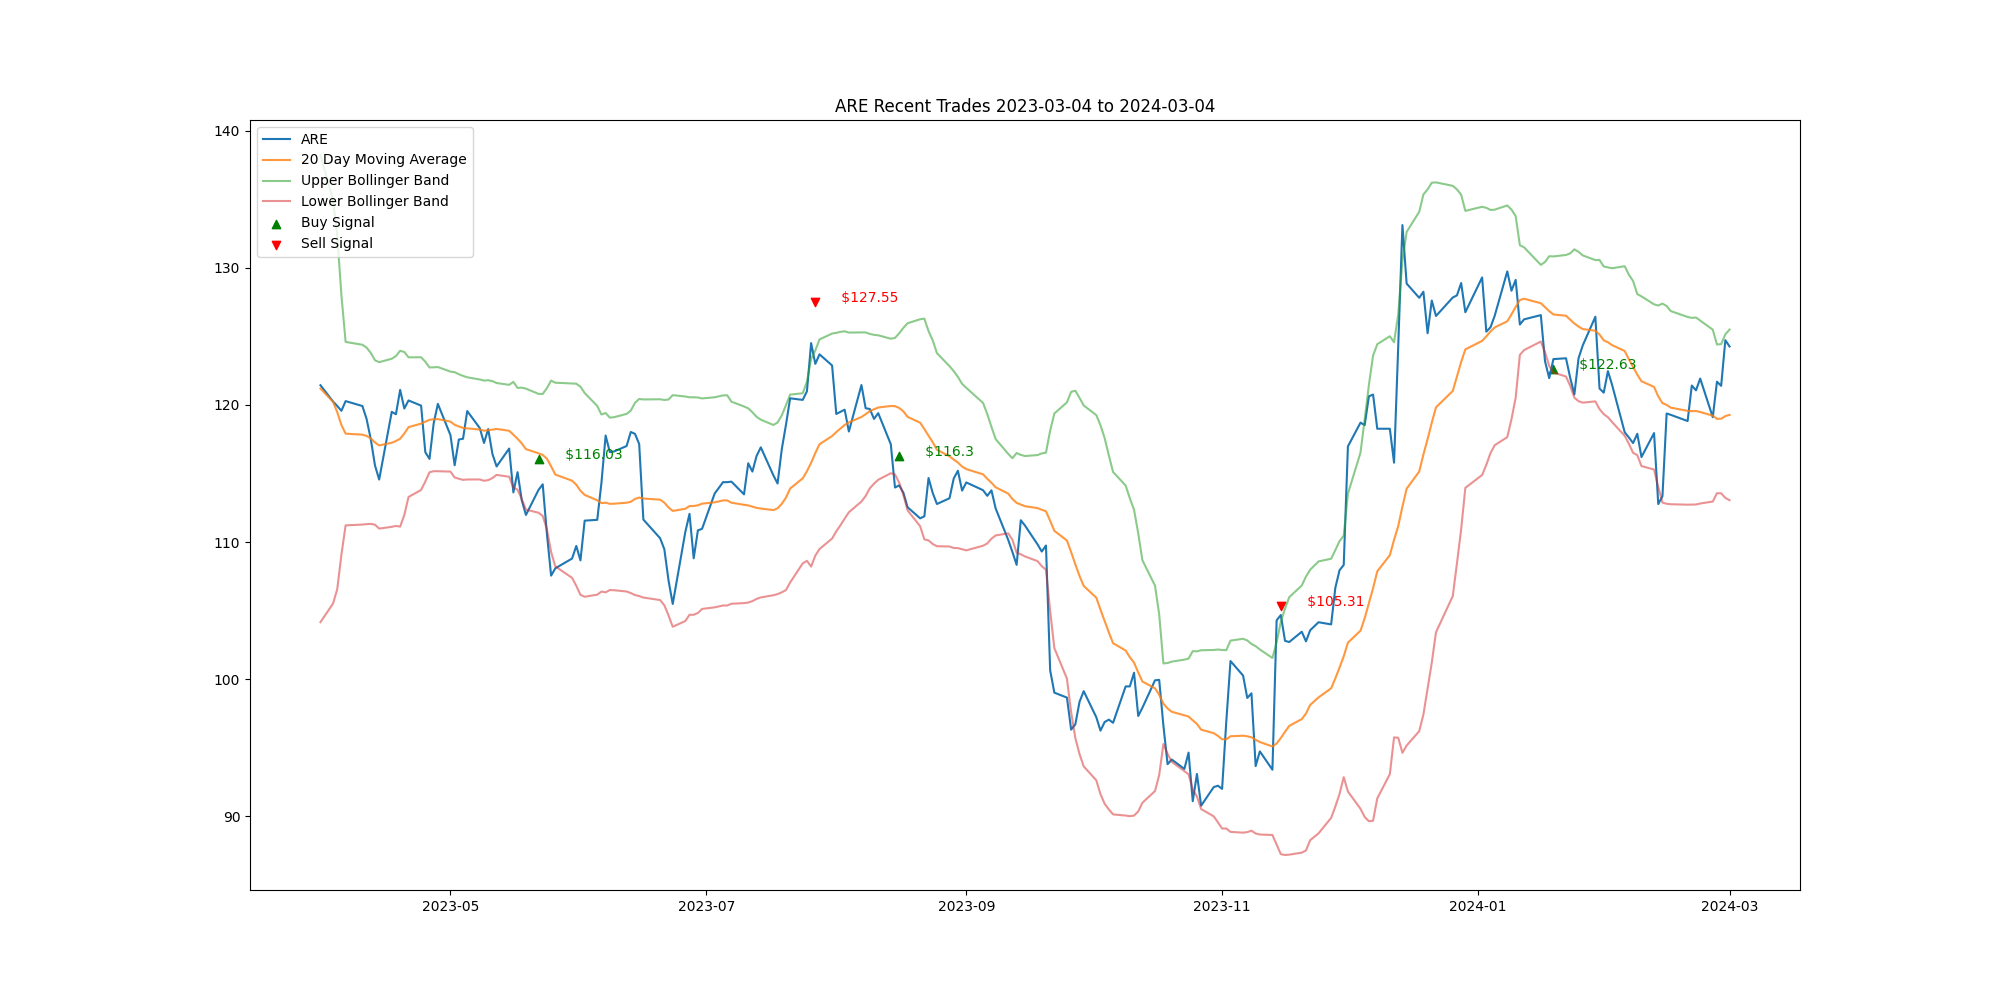 ARE Recent Trades 2023-03-04 to 2024-03-04
140
130
120
110
100
90
ARE
20 Day Moving Average
Upper Bollinger Band
Lower Bollinger Band
Buy Signal
Sell Signal
$127.55
$122.63
$116.03
$116.3
$105.31
2023-05
2023-07
2023-09
2023-11
2024-01
2024-03